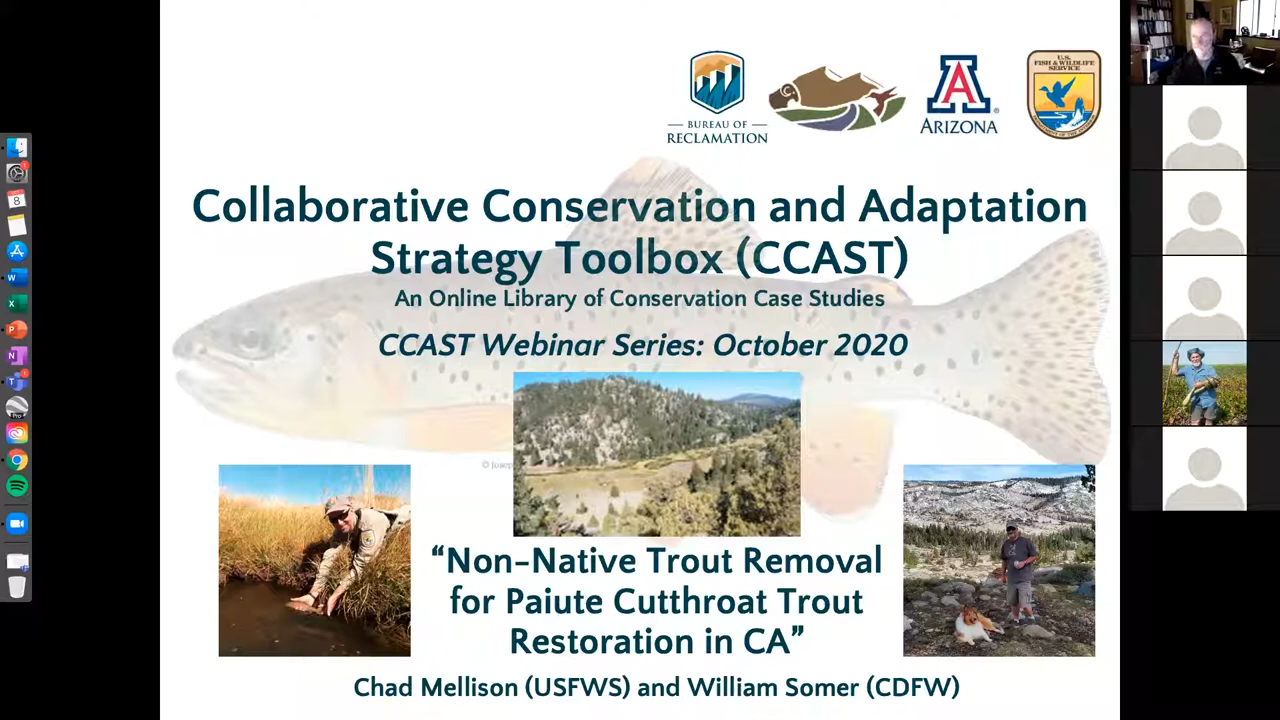 BUREAU OF
RECLAMATION
ARIZONA
U.S.
FISH & WILDLIFE
SERVICE
Collaborative Conservation and Adaptation
Strategy Toolbox (CCAST)
An Online Library of Conservation Case Studies
CCAST Webinar Series: October 2020
“Non-Native Trout Removal
for Paiute Cutthroat Trout
Restoration in CA”
Chad Mellison (USFWS) and William Somer (CDFW)
8